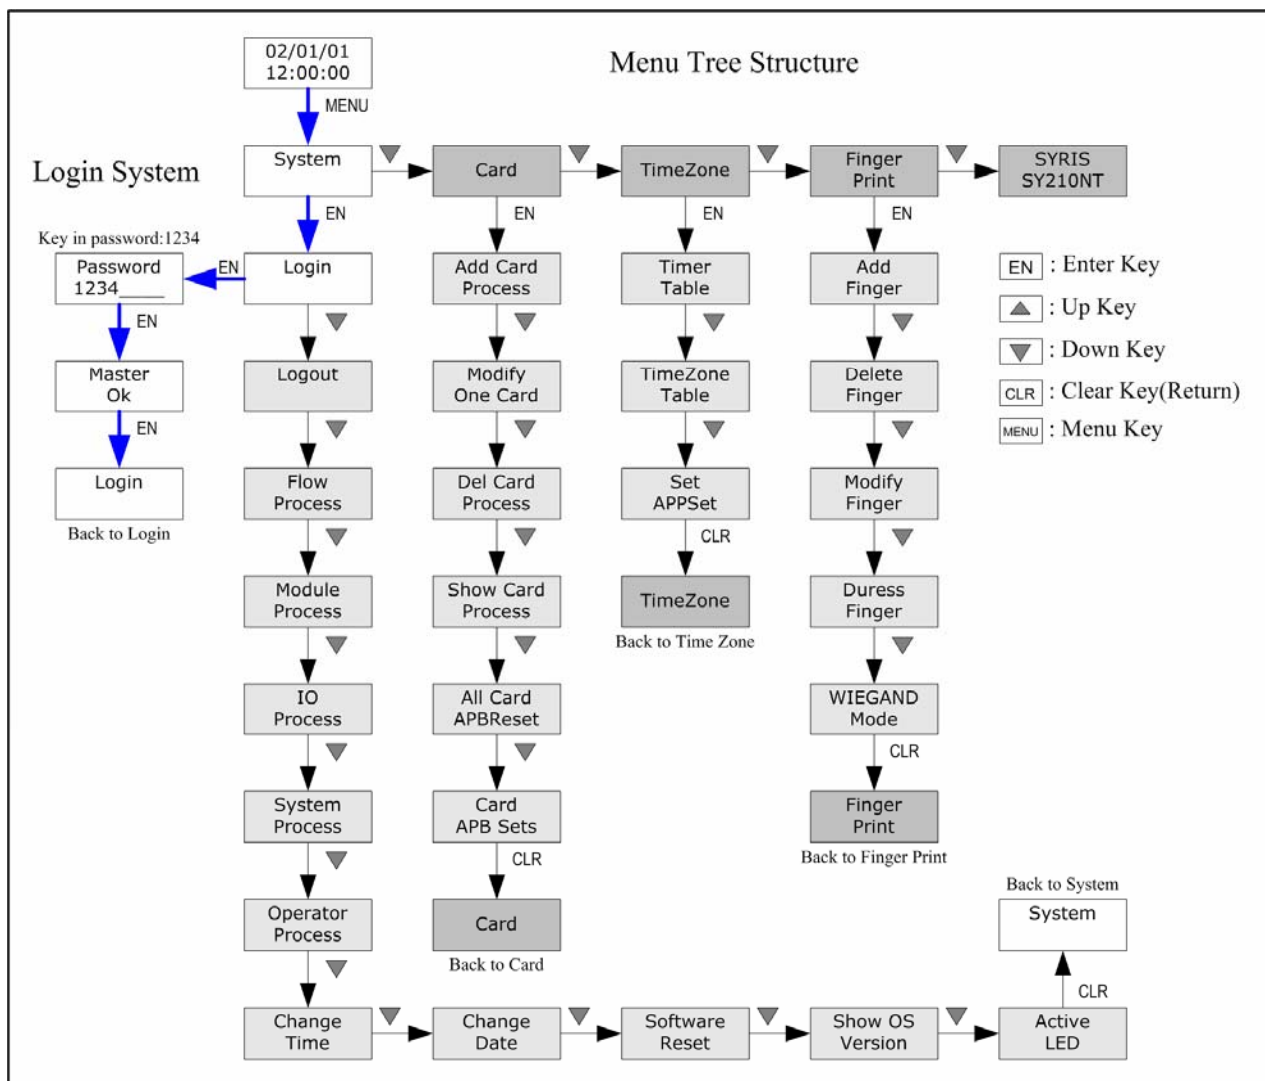 02/01/01
12:00:00
Menu Tree Structure
MENU
Login System
System
Card
TimeZone
Finger
Print
SYRIS
SY210NT
EN
EN
EN
EN
Key in password:1234
Password
1234____
EN
Login
Add Card
Process
Timer
Table
Add
Finger
EN : Enter Key
: Up Key
: Down Key
CLR : Clear Key(Return)
MENU : Menu Key
EN
Master
Ok
Logout
Modify
One Card
TimeZone
Table
Delete
Finger
EN
Login
Back to Login
Flow
Process
Del Card
Process
Set
APPSet
Modify
Finger
CLR
Module
Process
Show Card
Process
TimeZone
Back to Time Zone
Duress
Finger
IO
Process
All Card
APBReset
WIEGAND
Mode
CLR
System
Process
Card
APB Sets
Finger
Print
Back to Finger Print
CLR
Operator
Process
Card
Back to Card
Back to System
System
CLR
Change
Time
Change
Date
Software
Reset
Show OS
Version
Active
LED